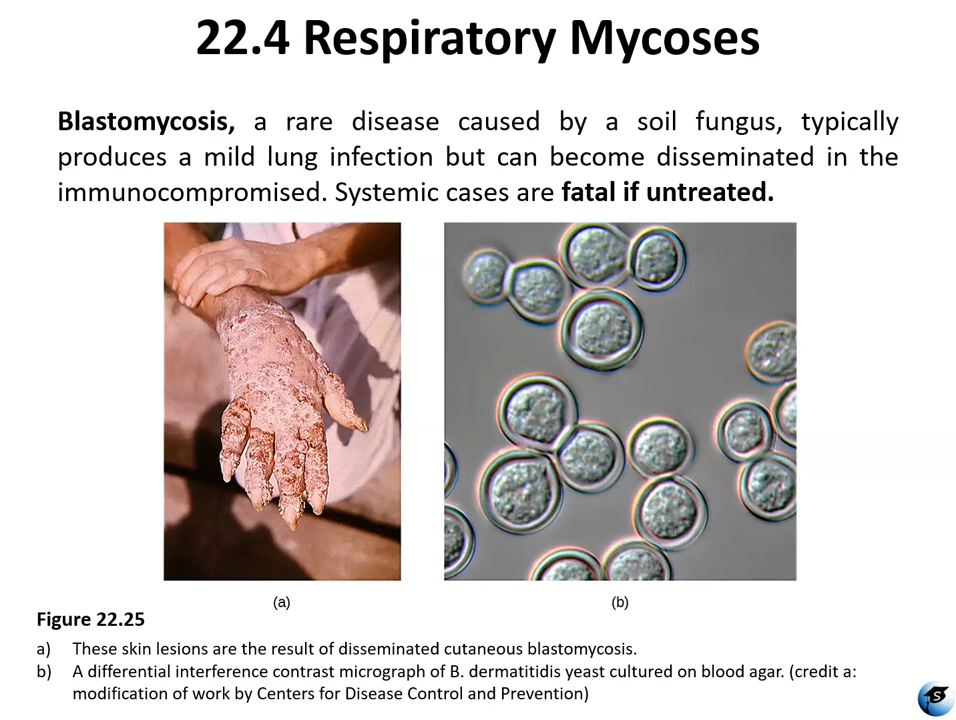 22.4 Respiratory Mycoses
Blastomycosis, a rare disease caused by a soil fungus, typically
produces a mild lung infection but can become disseminated in the
immunocompromised. Systemic cases are fatal if untreated.
(a)
(b)
Figure 22.25
a) These skin lesions are the result of disseminated cutaneous blastomycosis.
b) A differential interference contrast micrograph of B. dermatitidis yeast cultured on blood agar. (credit a:
modification of work by Centers for Disease Control and Prevention)
S